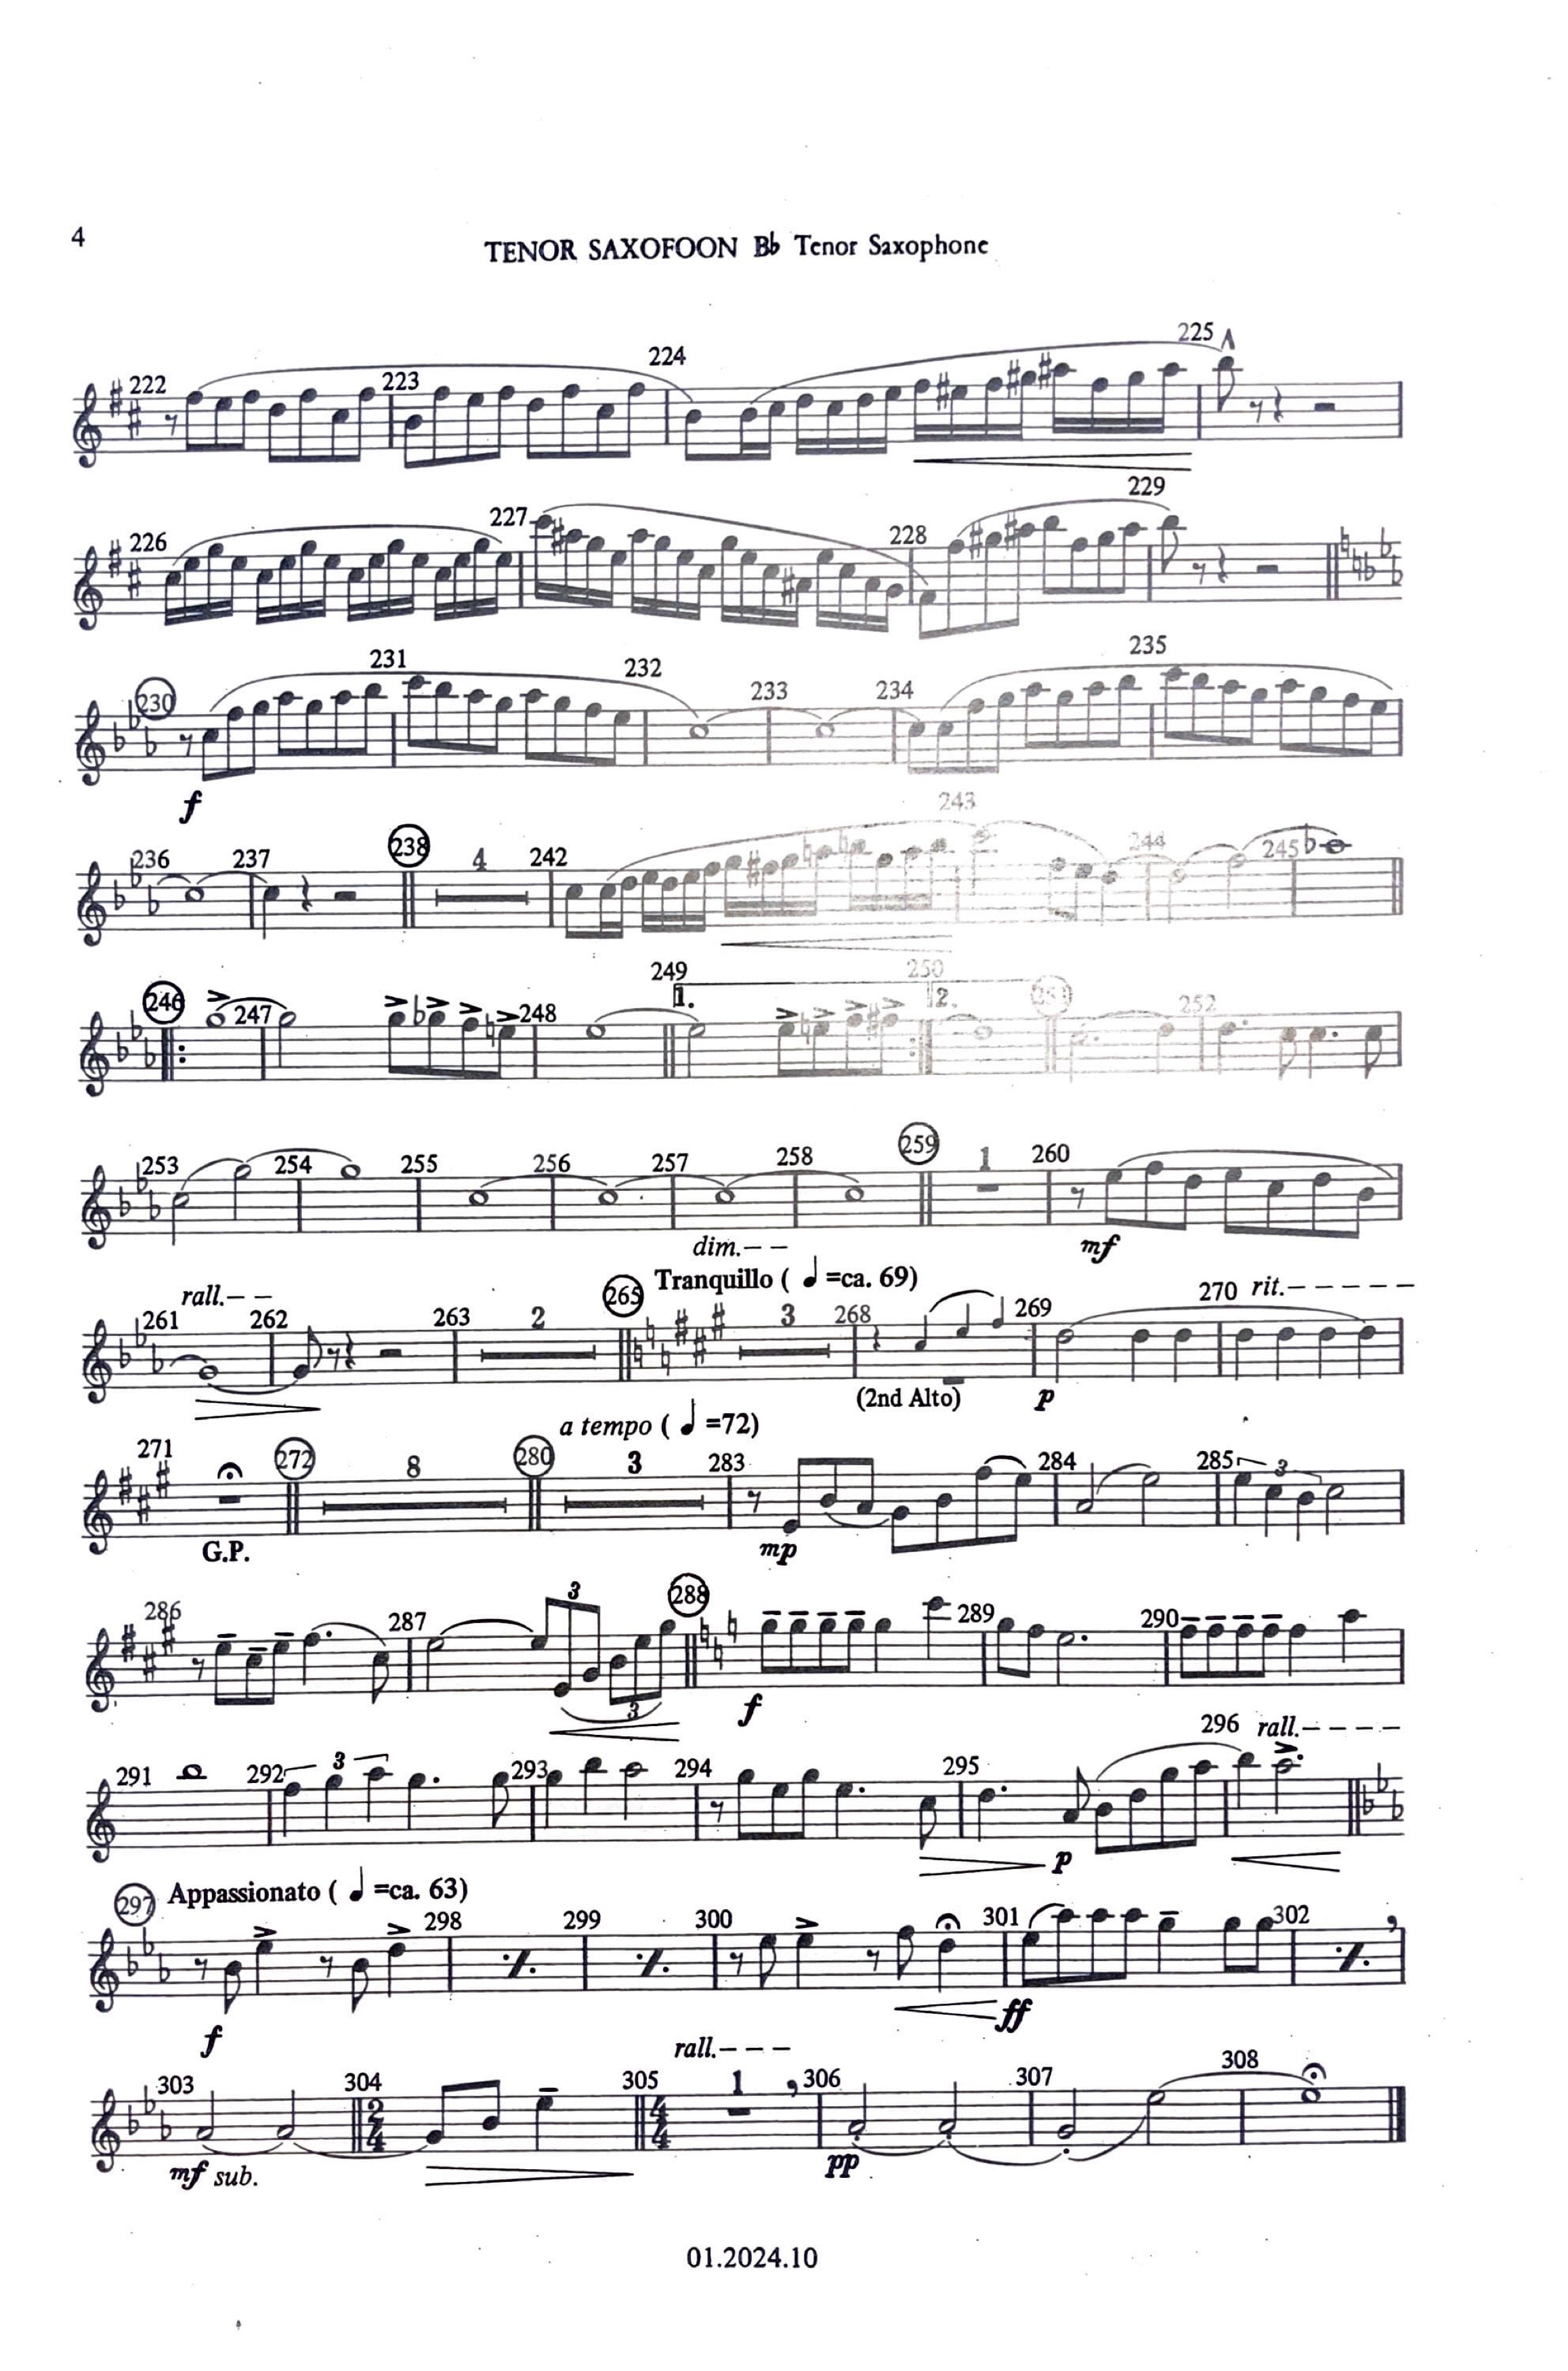 4
TENOR SAXOFOON B♭ Tenor Saxophone
222 223 224 225
226 227 228 229
230 231 232 233 234 235
f
236 237 238 4 242 243 244 245
246 247 248 249 1. 250 2. 251 252
253 254 255 256 257 258 259 1 260
dim.-- mf
rall.-- Tranquillo ( ♩ =ca. 69)
261 262 263 2 265 3 268 269 270 rit.-----
(2nd Alto) p
a tempo ( ♩ =72)
271 272 8 280 3 283 284 285 3
G.P. mp
286 287 3 288 289 290
3 f
291 292 3 293 294 295 296 rall.----
p
297 Appassionato ( ♩ =ca. 63)
298 299 300 301 302
f ff
rall.---
303 304 2/4 305 4/4 1 306 307 308
mf sub. pp
01.2024.10